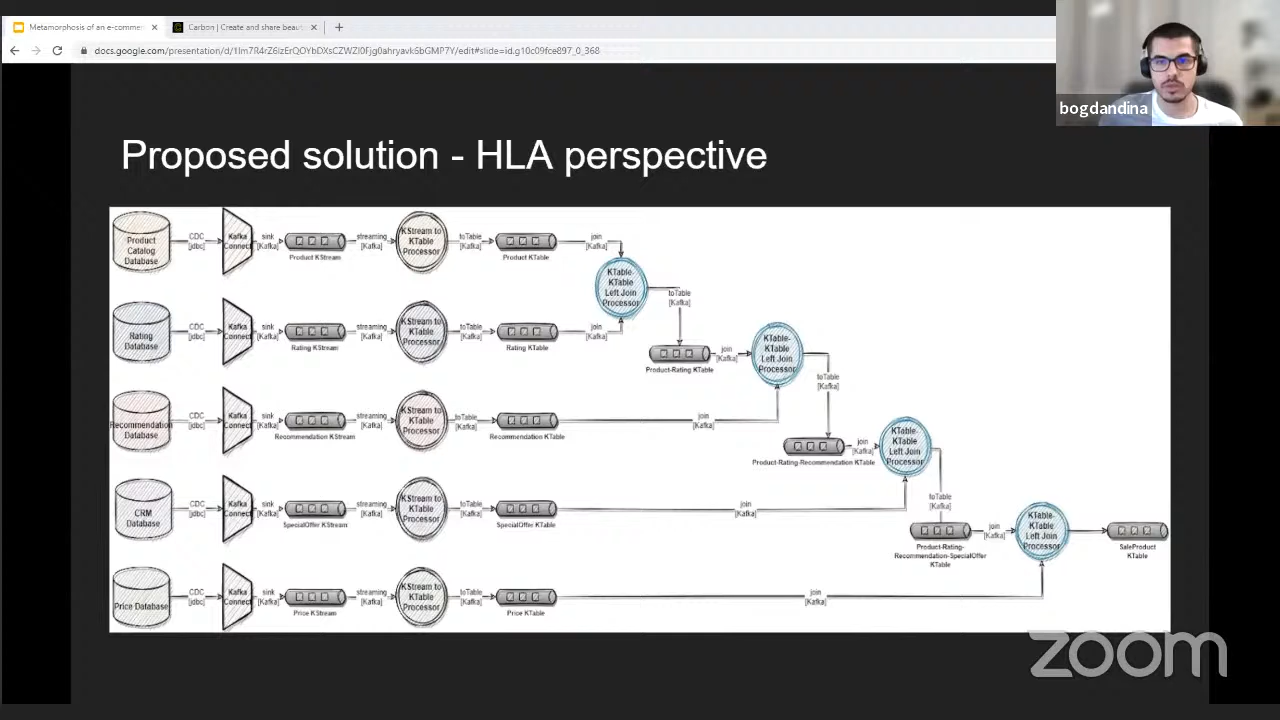 Metamorphosis of an e-comme
Carbon | Create and share beau
docs.google.com/presentation/d/1lm7R4rZ6izErQOYbDXsCZWZl0Fjg0ahryavk6bGMP7Y/edit#slide=id.g10c09fce897_0_368
bogdandina
Proposed solution - HLA perspective
Product
Catalog
Database
CDC
[jdbc]
Kafka
Connect
sink
[Kafka]
Product KStream
streaming
[Kafka]
KStream to
KTable
Processor
toTable
[Kafka]
Product KTable
join
[Kafka]
KTable-
KTable
Left Join
Processor
toTable
[Kafka]
Rating
Database
CDC
[jdbc]
Kafka
Connect
sink
[Kafka]
Rating KStream
streaming
[Kafka]
KStream to
KTable
Processor
toTable
[Kafka]
Rating KTable
join
[Kafka]
Product-Rating KTable
join
[Kafka]
KTable-
KTable
Left Join
Processor
toTable
[Kafka]
Recommendation
Database
CDC
[jdbc]
Kafka
Connect
sink
[Kafka]
Recommendation KStream
streaming
[Kafka]
KStream to
KTable
Processor
toTable
[Kafka]
Recommendation KTable
join
[Kafka]
Product-Rating-Recommendation KTable
join
[Kafka]
KTable-
KTable
Left Join
Processor
toTable
[Kafka]
CRM
Database
CDC
[jdbc]
Kafka
Connect
sink
[Kafka]
SpecialOffer KStream
streaming
[Kafka]
KStream to
KTable
Processor
toTable
[Kafka]
SpecialOffer KTable
join
[Kafka]
Product-Rating-
Recommendation-SpecialOffer
KTable
join
[Kafka]
KTable-
KTable
Left Join
Processor
SaleProduct
KTable
Price Database
CDC
[jdbc]
Kafka
Connect
sink
[Kafka]
Price KStream
streaming
[Kafka]
KStream to
KTable
Processor
toTable
[Kafka]
Price KTable
join
[Kafka]
zoom